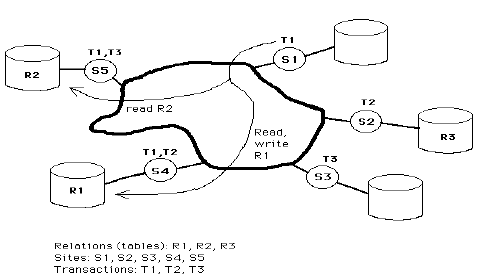 T1
T1,T3
S1
R2
S5
read R2
T2
S2
R3
Read,
write
R1
T1,T2
T3
S4
S3
R1
Relations (tables): R1, R2, R3
Sites: S1, S2, S3, S4, S5
Transactions: T1, T2, T3